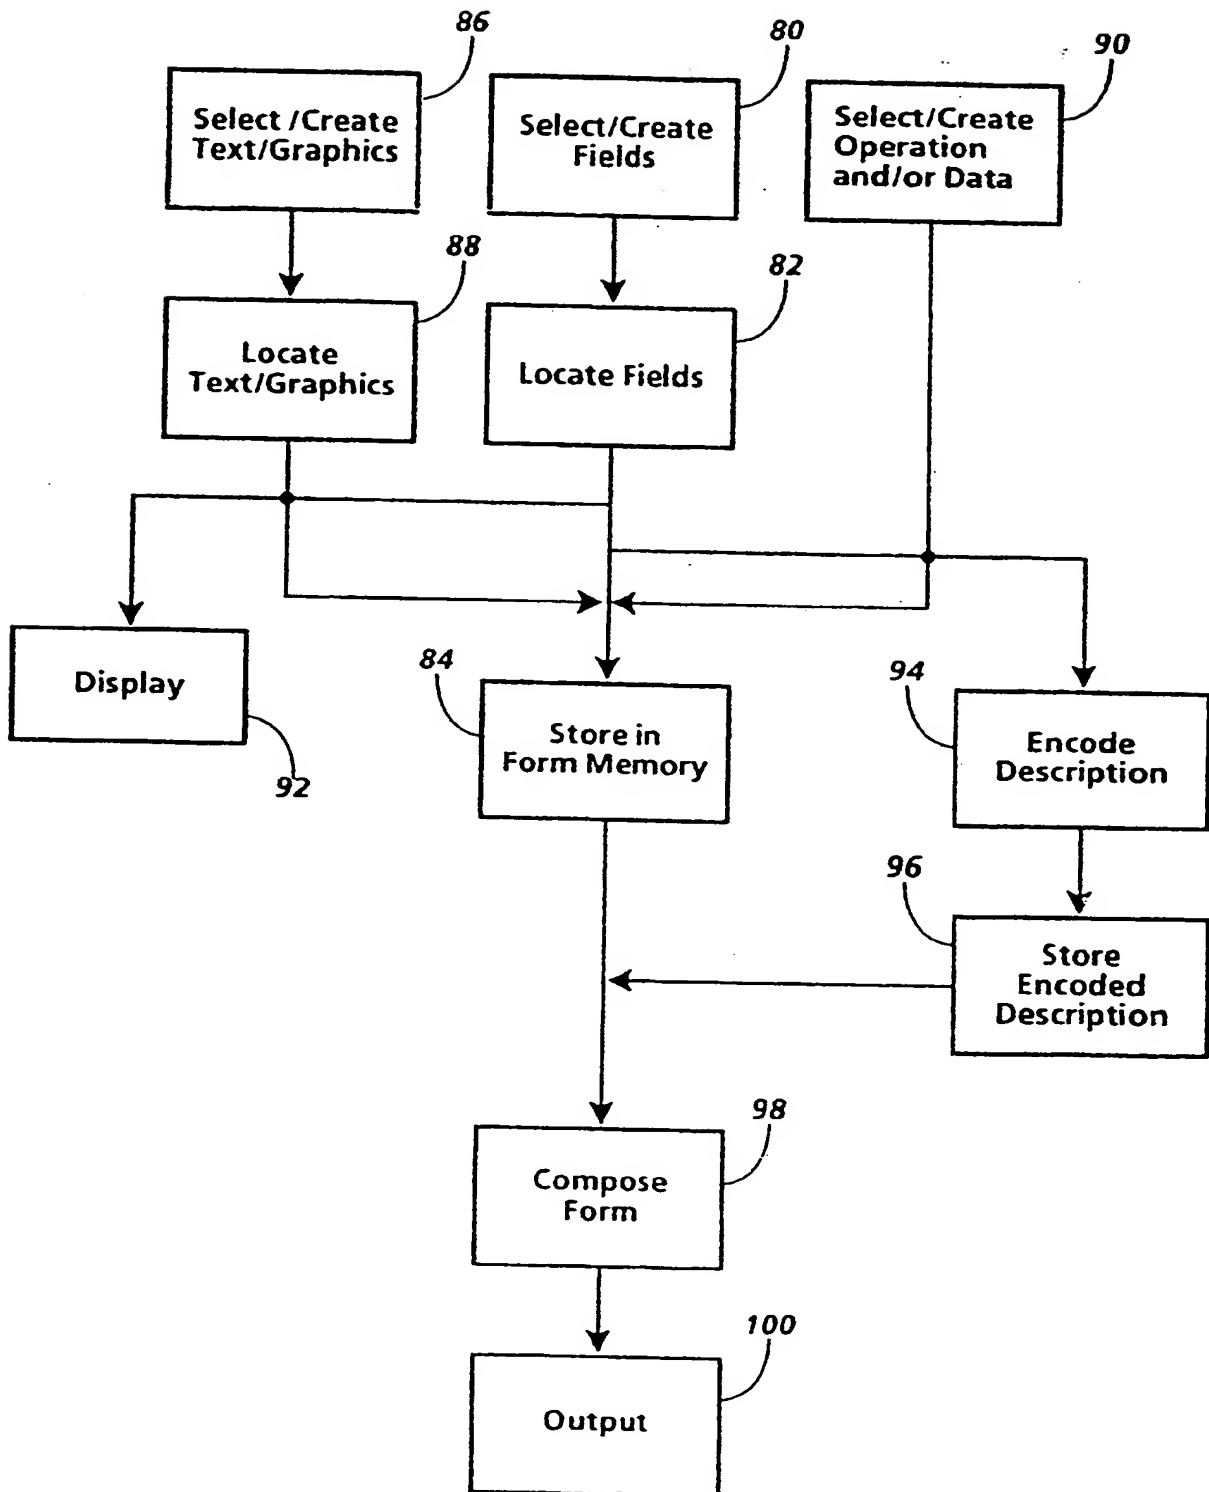 86
80
90
Select /Create
Text/Graphics
Select/Create
Fields
Select/Create
Operation
and/or Data
88
82
Locate
Text/Graphics
Locate Fields
Display
92
84
Store in
Form Memory
94
Encode
Description
96
Store
Encoded
Description
98
Compose
Form
100
Output